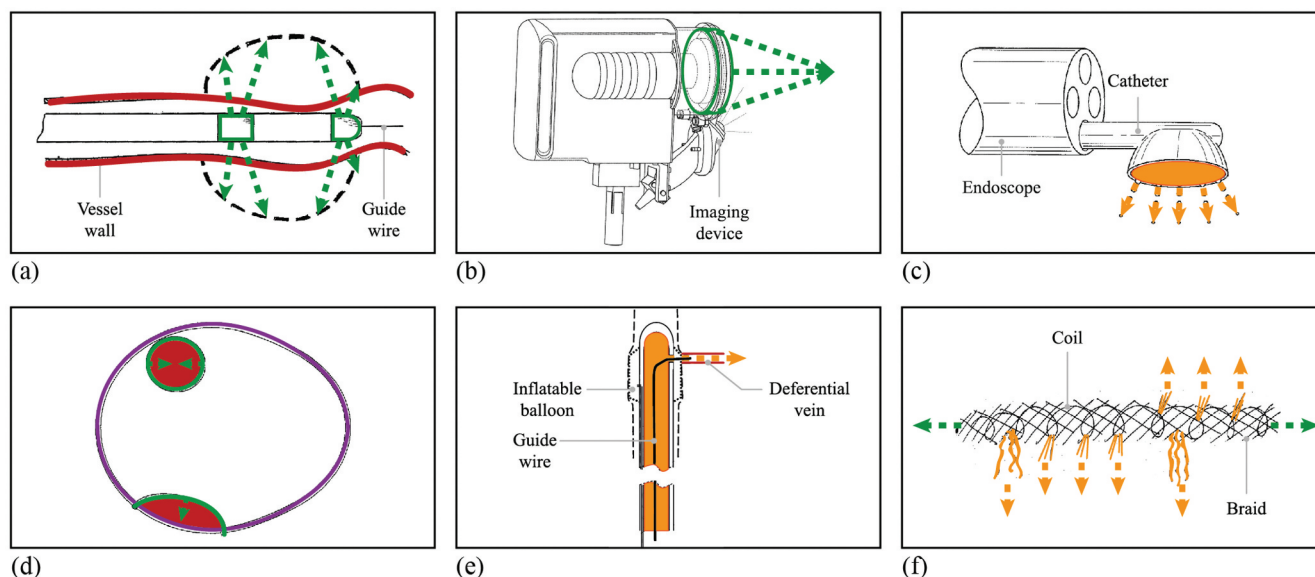 Vessel
wall
Guide
wire
(a)
Imaging
device
(b)
Catheter
Endoscope
(c)
(d)
Inflatable
balloon
Guide
wire
Deferential
vein
(e)
Coil
Braid
(f)